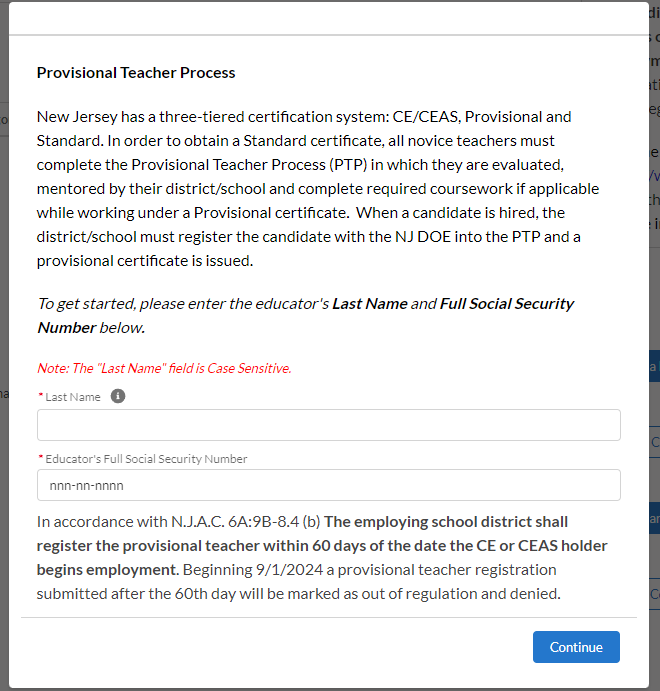 Provisional Teacher Process
New Jersey has a three-tiered certification system: CE/CEAS, Provisional and
Standard. In order to obtain a Standard certificate, all novice teachers must
complete the Provisional Teacher Process (PTP) in which they are evaluated,
mentored by their district/school and complete required coursework if applicable
while working under a Provisional certificate. When a candidate is hired, the
district/school must register the candidate with the NJ DOE into the PTP and a
provisional certificate is issued.
To get started, please enter the educator's Last Name and Full Social Security
Number below.
Note: The "Last Name" field is Case Sensitive.
* Last Name
* Educator's Full Social Security Number
nnn-nn-nnnn
In accordance with N.J.A.C. 6A:9B-8.4 (b) The employing school district shall
register the provisional teacher within 60 days of the date the CE or CEAS holder
begins employment. Beginning 9/1/2024 a provisional teacher registration
submitted after the 60th day will be marked as out of regulation and denied.
Continue